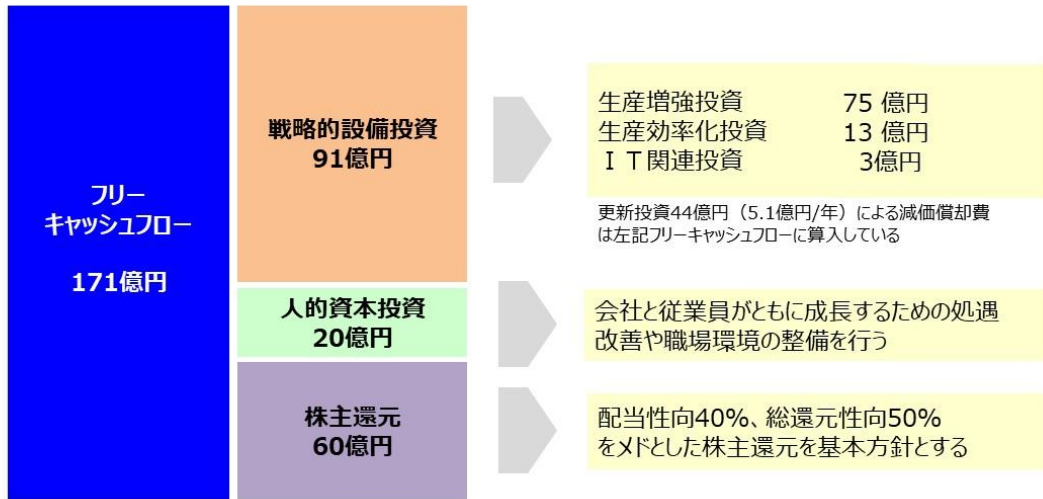 フリー
キャッシュフロー
171億円
戦略的設備投資
91億円
生産増強投資 75 億円
生産効率化投資 13 億円
ＩＴ関連投資 3億円
更新投資44億円（5.1億円/年）による減価償却費
は左記フリーキャッシュフローに算入している
人的資本投資
20億円
会社と従業員がともに成長するための処遇
改善や職場環境の整備を行う
株主還元
60億円
配当性向40%、総還元性向50%
をメドとした株主還元を基本方針とする